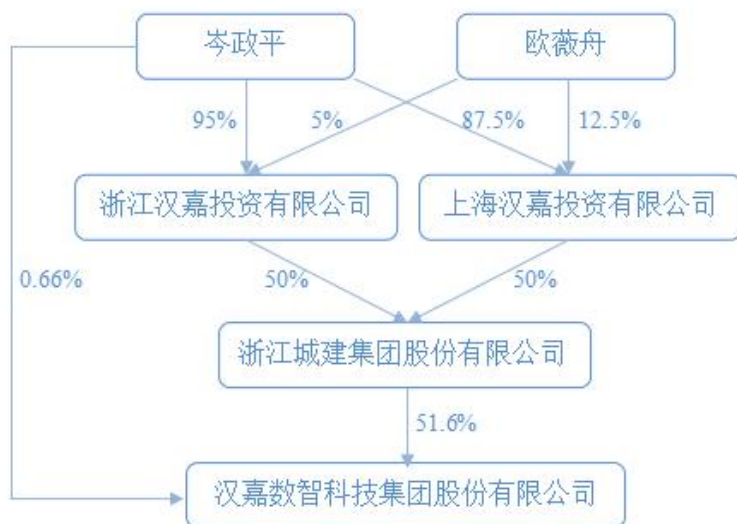 岑政平
欧薇舟
95%
5%
87.5%
12.5%
浙江汉嘉投资有限公司
上海汉嘉投资有限公司
0.66%
50%
50%
浙江城建集团股份有限公司
51.6%
汉嘉数智科技集团股份有限公司